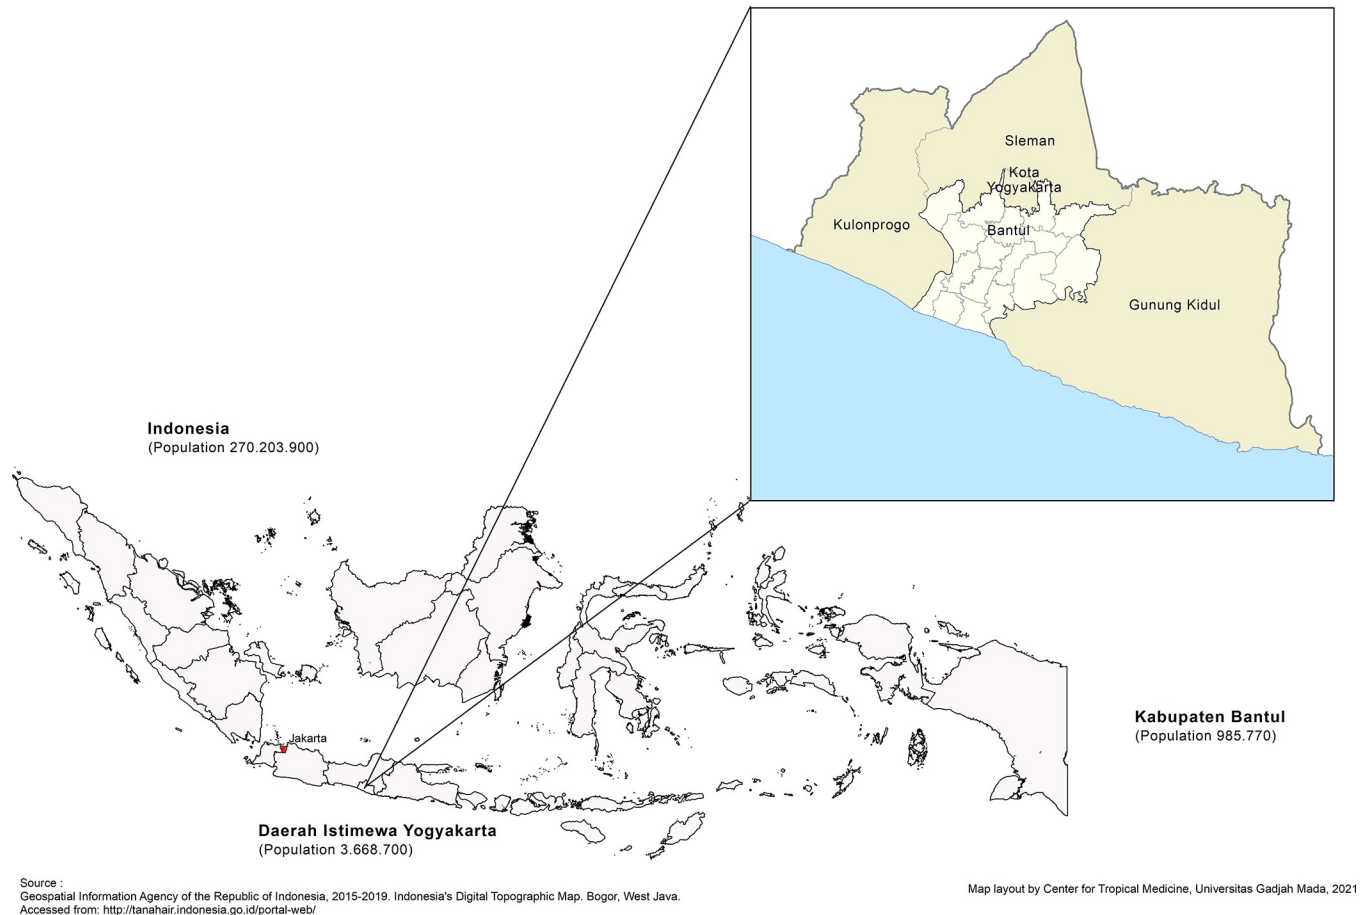 Sleman
Kota
Yogyakarta
Kulonprogo
Bantul
Gunung Kidul
Indonesia
(Population 270.203.900)
Jakarta
Kabupaten Bantul
(Population 985.770)
Daerah Istimewa Yogyakarta
(Population 3.668.700)
Source :
Geospatial Information Agency of the Republic of Indonesia, 2015-2019. Indonesia's Digital Topographic Map. Bogor, West Java.
Accessed from: http://tanahair.indonesia.go.id/portal-web/
Map layout by Center for Tropical Medicine, Universitas Gadjah Mada, 2021